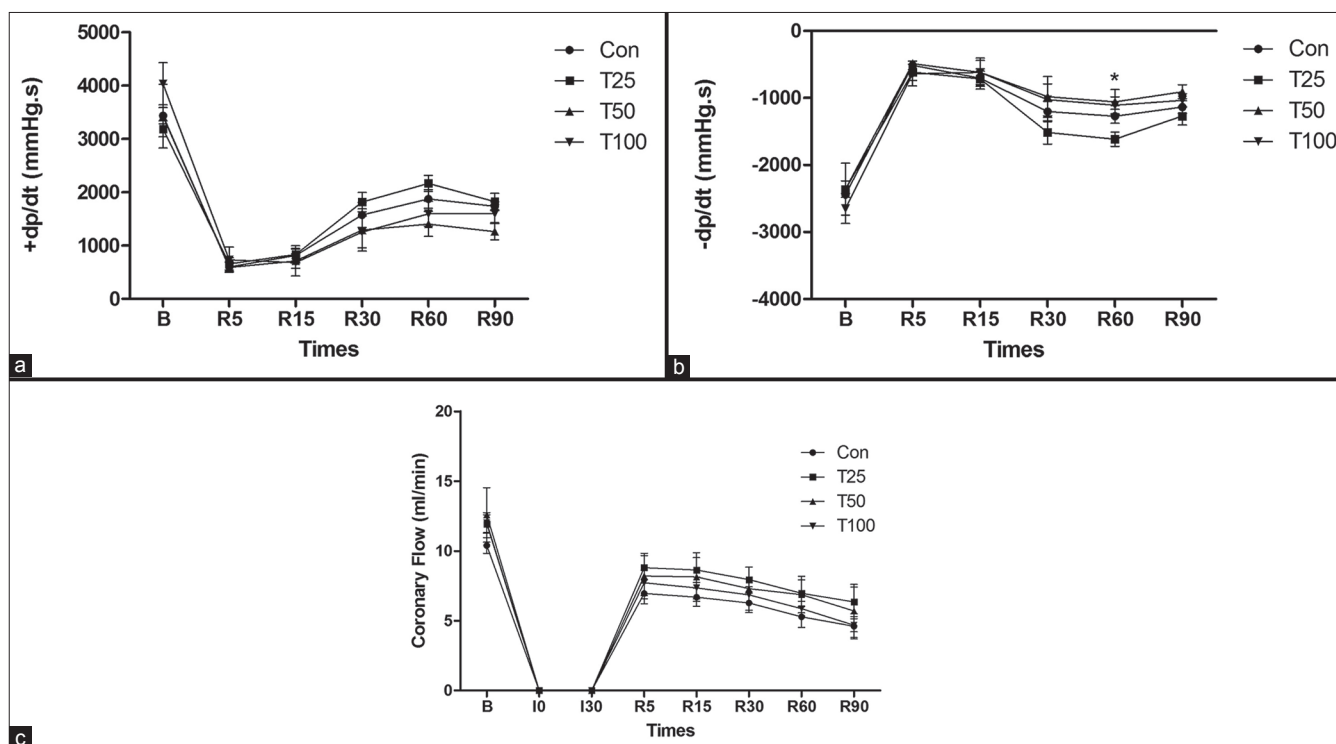 5000
4000
3000
2000
1000
0
+dp/dt (mmHg.s)
B R5 R15 R30 R60 R90
Times
Con
T25
T50
T100
a
0
-1000
-2000
-3000
-4000
-dp/dt (mmHg.s)
*
B R5 R15 R30 R60 R90
Times
Con
T25
T50
T100
b
20
15
10
5
0
Coronary Flow (ml/min)
B I0 I30 R5 R15 R30 R60 R90
Times
Con
T25
T50
T100
c